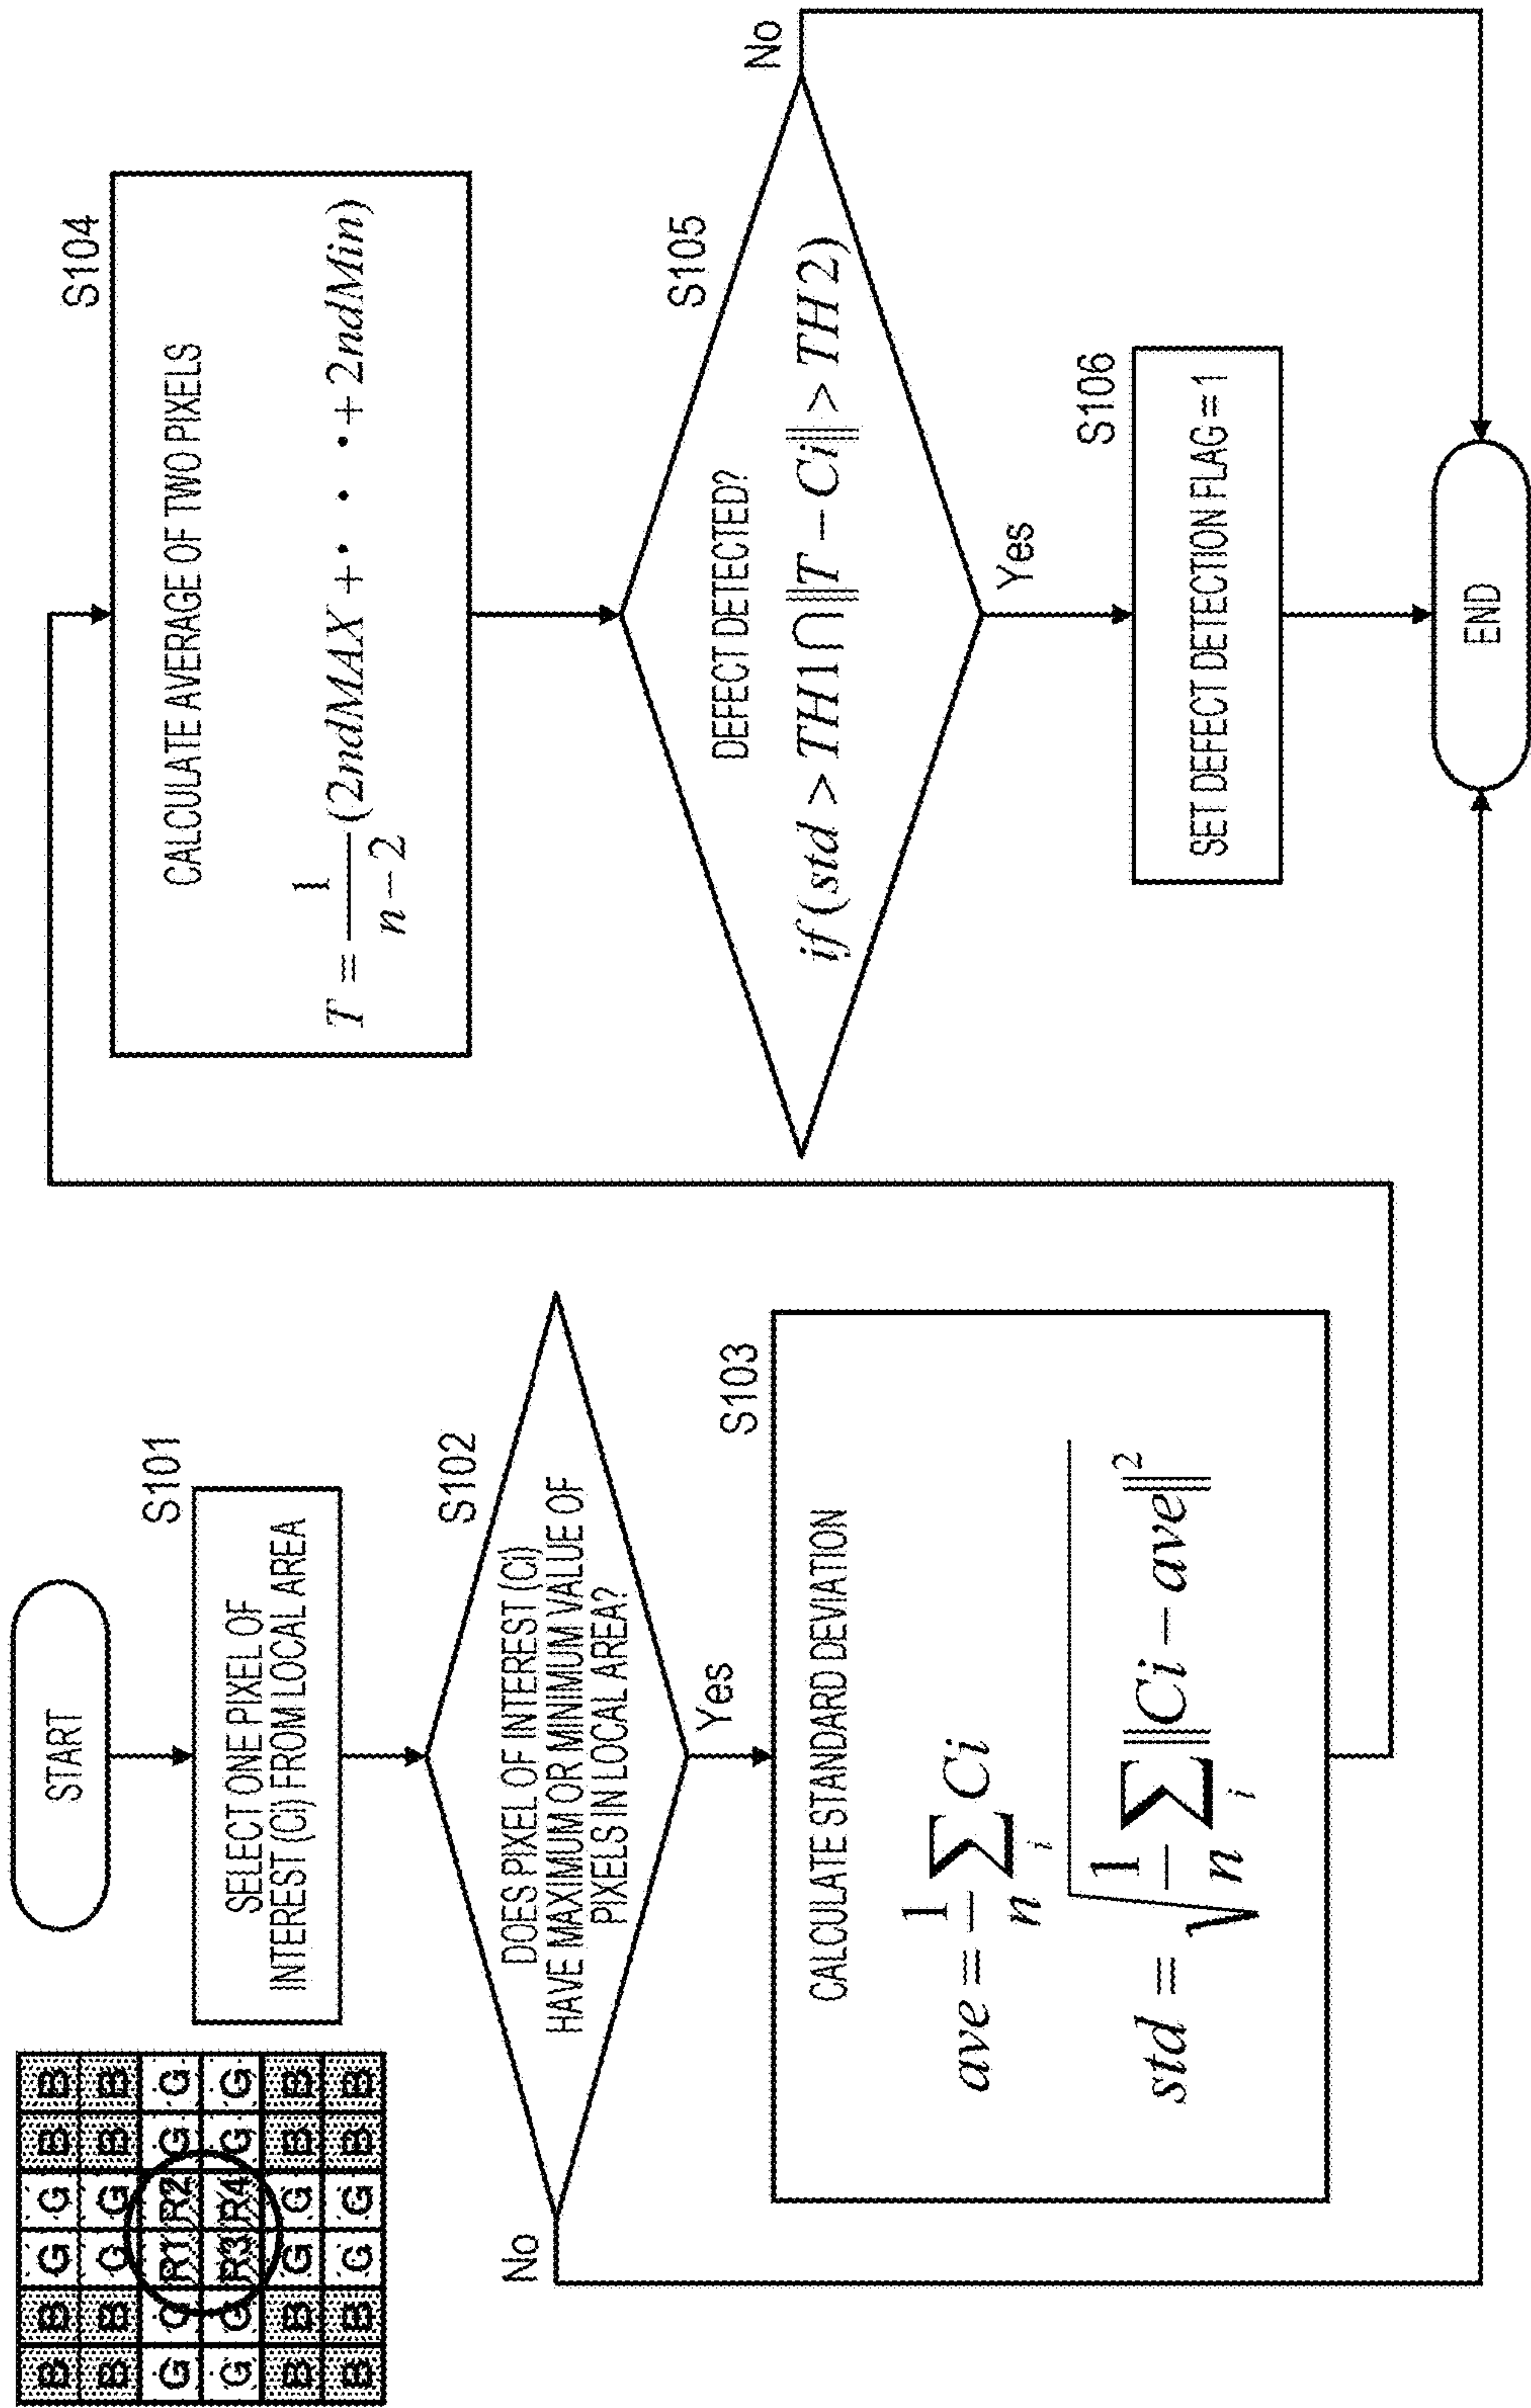 B B G G B B
B B G G B B
G G R1 R2 G G
G G R3 R4 G G
B B G G B B
B B G G B B
START
S101
SELECT ONE PIXEL OF
INTEREST (Ci) FROM LOCAL AREA
S102
DOES PIXEL OF INTEREST (Ci)
HAVE MAXIMUM OR MINIMUM VALUE OF
PIXELS IN LOCAL AREA?
No
Yes
S103
CALCULATE STANDARD DEVIATION
ave = 1/n ∑i Ci
std = √(1/n ∑i ‖Ci − ave‖²)
S104
CALCULATE AVERAGE OF TWO PIXELS
T = 1/(n−2) (2ndMAX + · · · + 2ndMin)
S105
DEFECT DETECTED?
if (std > TH1 ∩ ‖T − Ci‖ > TH2)
No
Yes
S106
SET DEFECT DETECTION FLAG = 1
END